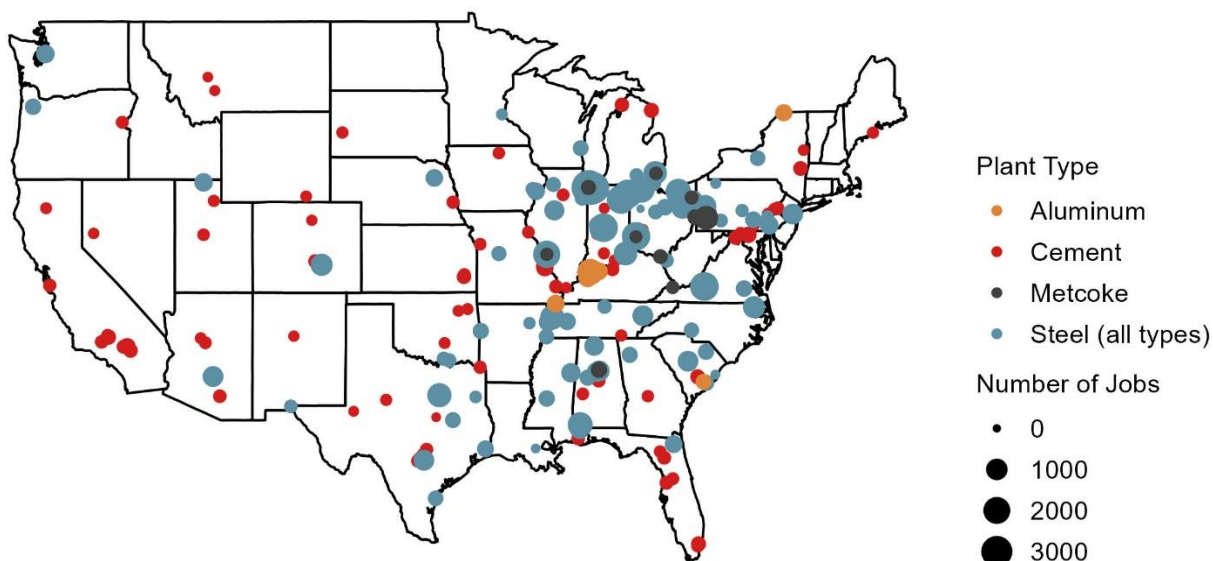 Plant Type
Aluminum
Cement
Metcoke
Steel (all types)
Number of Jobs
0
1000
2000
3000